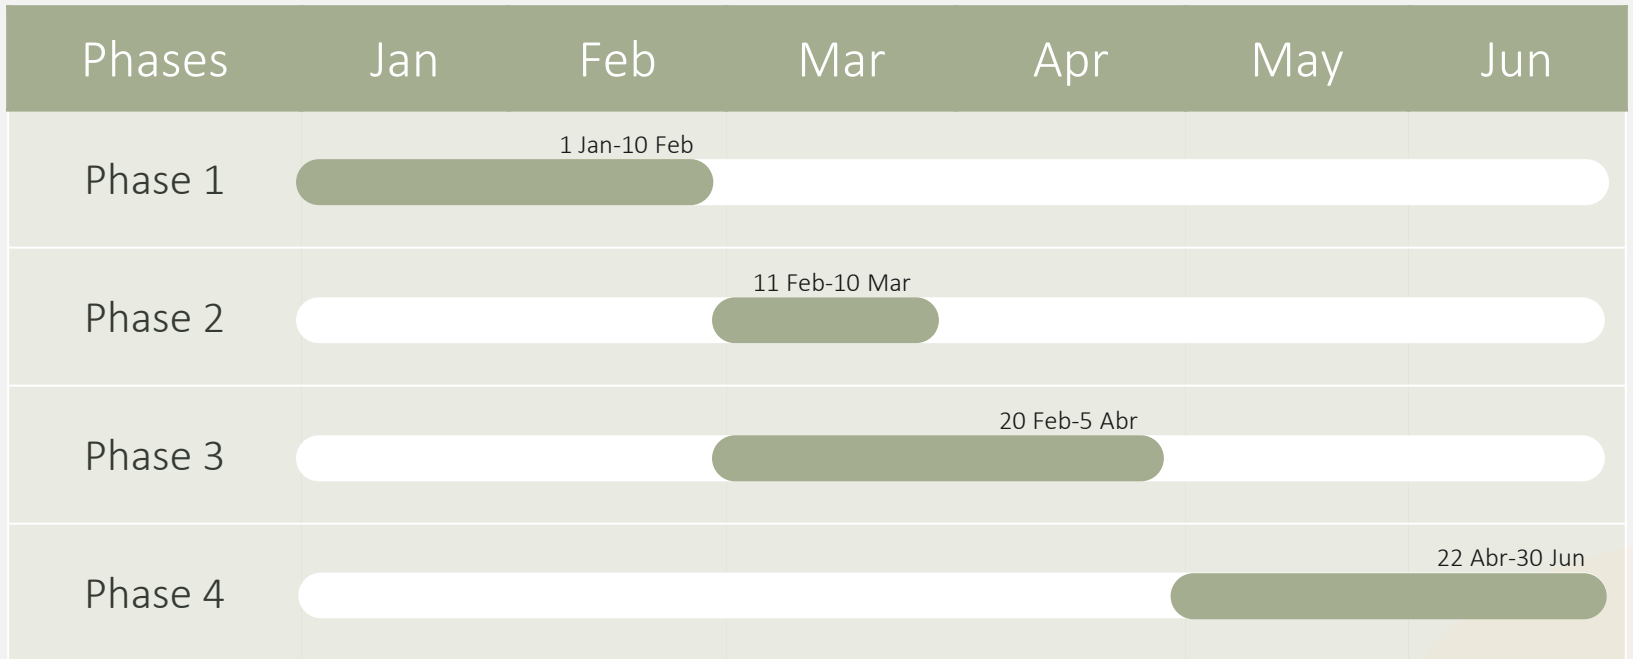 Phases Jan Feb Mar Apr May Jun
1 Jan-10 Feb
Phase 1
11 Feb-10 Mar
Phase 2
20 Feb-5 Abr
Phase 3
22 Abr-30 Jun
Phase 4